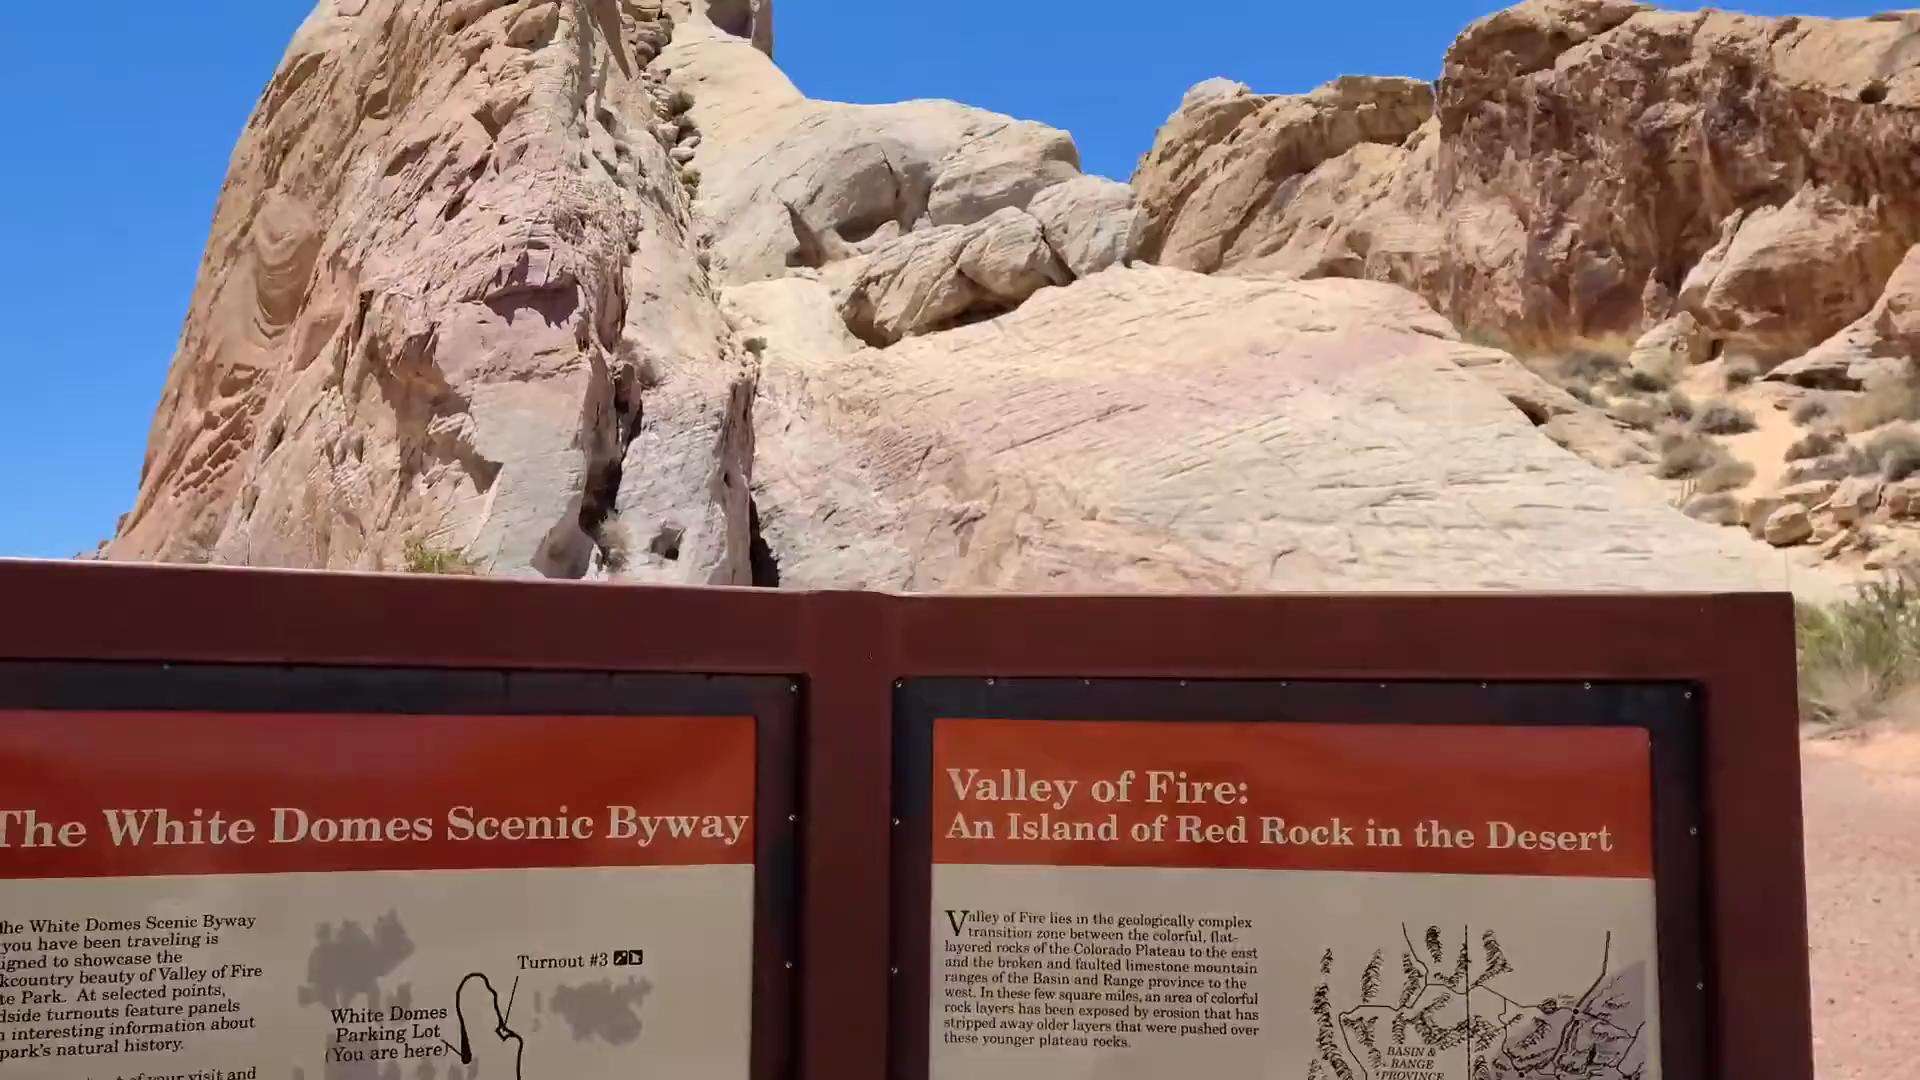 The White Domes Scenic Byway
the White Domes Scenic Byway
you have been traveling is
igned to showcase the
kcountry beauty of Valley of Fire
te Park. At selected points,
dside turnouts feature panels
interesting information about
park's natural history.
of your visit and
Turnout #3
White Domes
Parking Lot
(You are here)
Valley of Fire:
An Island of Red Rock in the Desert
Valley of Fire lies in the geologically complex
transition zone between the colorful, flat-
layered rocks of the Colorado Plateau to the east
and the broken and faulted limestone mountain
ranges of the Basin and Range province to the
west. In these few square miles, an area of colorful
rock layers has been exposed by erosion that has
stripped away older layers that were pushed over
these younger plateau rocks.
BASIN &
RANGE
PROVINCE